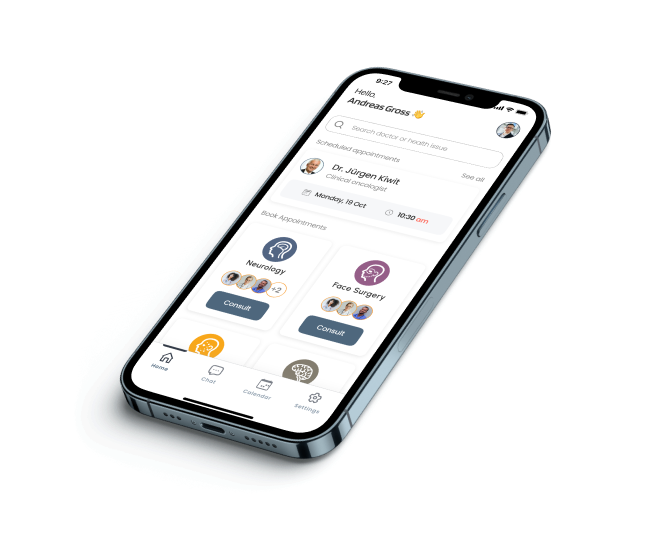 9:27
Hello,
Andreas Gross 👋
Search doctor or health issue
Scheduled appointments
See all
Dr. Jürgen Kiwit
Clinical oncologist
Monday, 19 Oct
10:30 am
Book Appointments
Neurology
+2
Consult
Face Surgery
Consult
Home
Chat
Calender
Settings